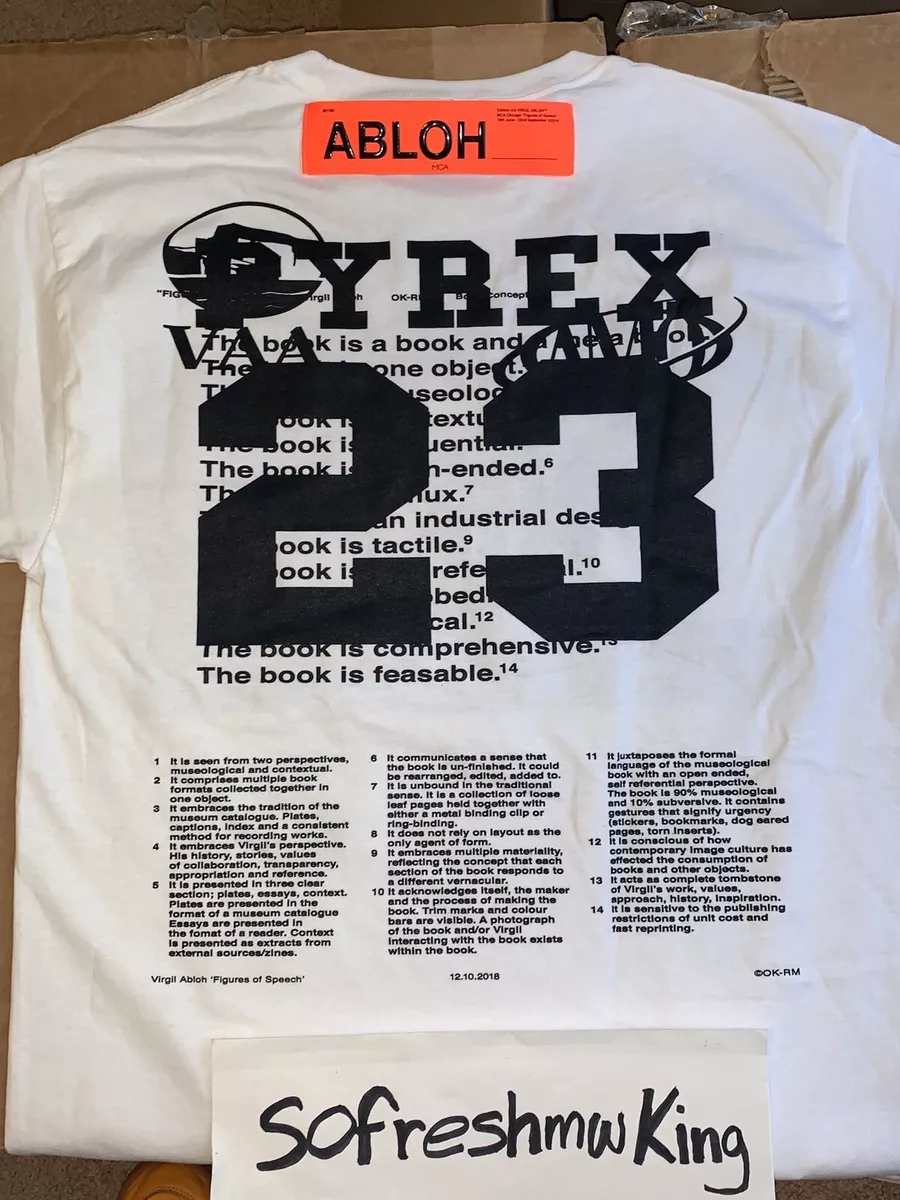 Edition via VIRGIL ABLOH™
MCA Chicago "Figures of Speech"
ABLOH
MCA
PYREX
OK-RM
VAA
The book is a book and a
one object.
The book is
The book is n-ended.⁶
lux.⁷
an industrial des
ook is tactile.⁹
ook is refe al.¹⁰
cal.¹²
The book is comprehensive.¹³
The book is feasable.¹⁴
23
1 It is seen from two perspectives,
museological and contextual.
2 It comprises multiple book
formats collected together in
one object.
3 It embraces the tradition of the
museum catalogue. Plates,
captions, index and a consistent
method for recording works.
4 It embraces Virgil's perspective.
His history, stories, values
of collaboration, transparency,
appropriation and reference.
5 It is presented in three clear
section; plates, essays, context.
Plates are presented in the
format of a museum catalogue
Essays are presented in
the fomat of a reader. Context
is presented as extracts from
external sources/zines.
6 It communicates a sense that
the book is un-finished. It could
be rearranged, edited, added to.
7 It is unbound in the traditional
sense. It is a collection of loose
leaf pages held together with
either a metal binding clip or
ring-binding.
8 It does not rely on layout as the
only agent of form.
9 It embraces multiple materiality,
reflecting the concept that each
section of the book responds to
a different vernacular.
10 It acknowledges itself, the maker
and the process of making the
book. Trim marks and colour
bars are visible. A photograph
of the book and/or Virgil
interacting with the book exists
within the book.
11 It juxtaposes the formal
language of the museological
book with an open ended,
self referential perspective.
The book is 90% museological
and 10% subversive. It contains
gestures that signify urgency
(stickers, bookmarks, dog eared
pages, torn inserts).
12 It is conscious of how
contemporary image culture has
effected the consumption of
books and other objects.
13 It acts as complete tombstone
of Virgil's work, values,
approach, history, inspiration.
14 It is sensitive to the publishing
restrictions of unit cost and
fast reprinting.
Virgil Abloh 'Figures of Speech'
12.10.2018
©OK-RM
SofreshmwKing